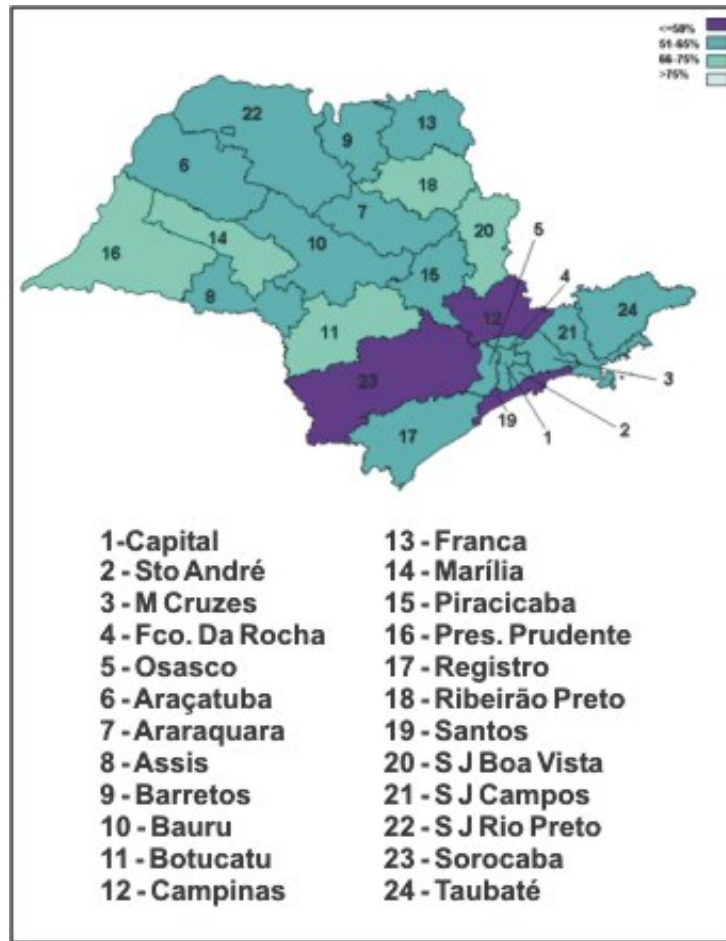 <=50%
51-65%
66-75%
>75%
22
13
9
6
18
7
20
5
14
16
10
4
15
8
24
12
11
21
23
3
19
17
1
2
1-Capital
2 - Sto André
3 - M Cruzes
4 - Fco. Da Rocha
5 - Osasco
6 - Araçatuba
7 - Araraquara
8 - Assis
9 - Barretos
10 - Bauru
11 - Botucatu
12 - Campinas
13 - Franca
14 - Marília
15 - Piracicaba
16 - Pres. Prudente
17 - Registro
18 - Ribeirão Preto
19 - Santos
20 - S J Boa Vista
21 - S J Campos
22 - S J Rio Preto
23 - Sorocaba
24 - Taubaté